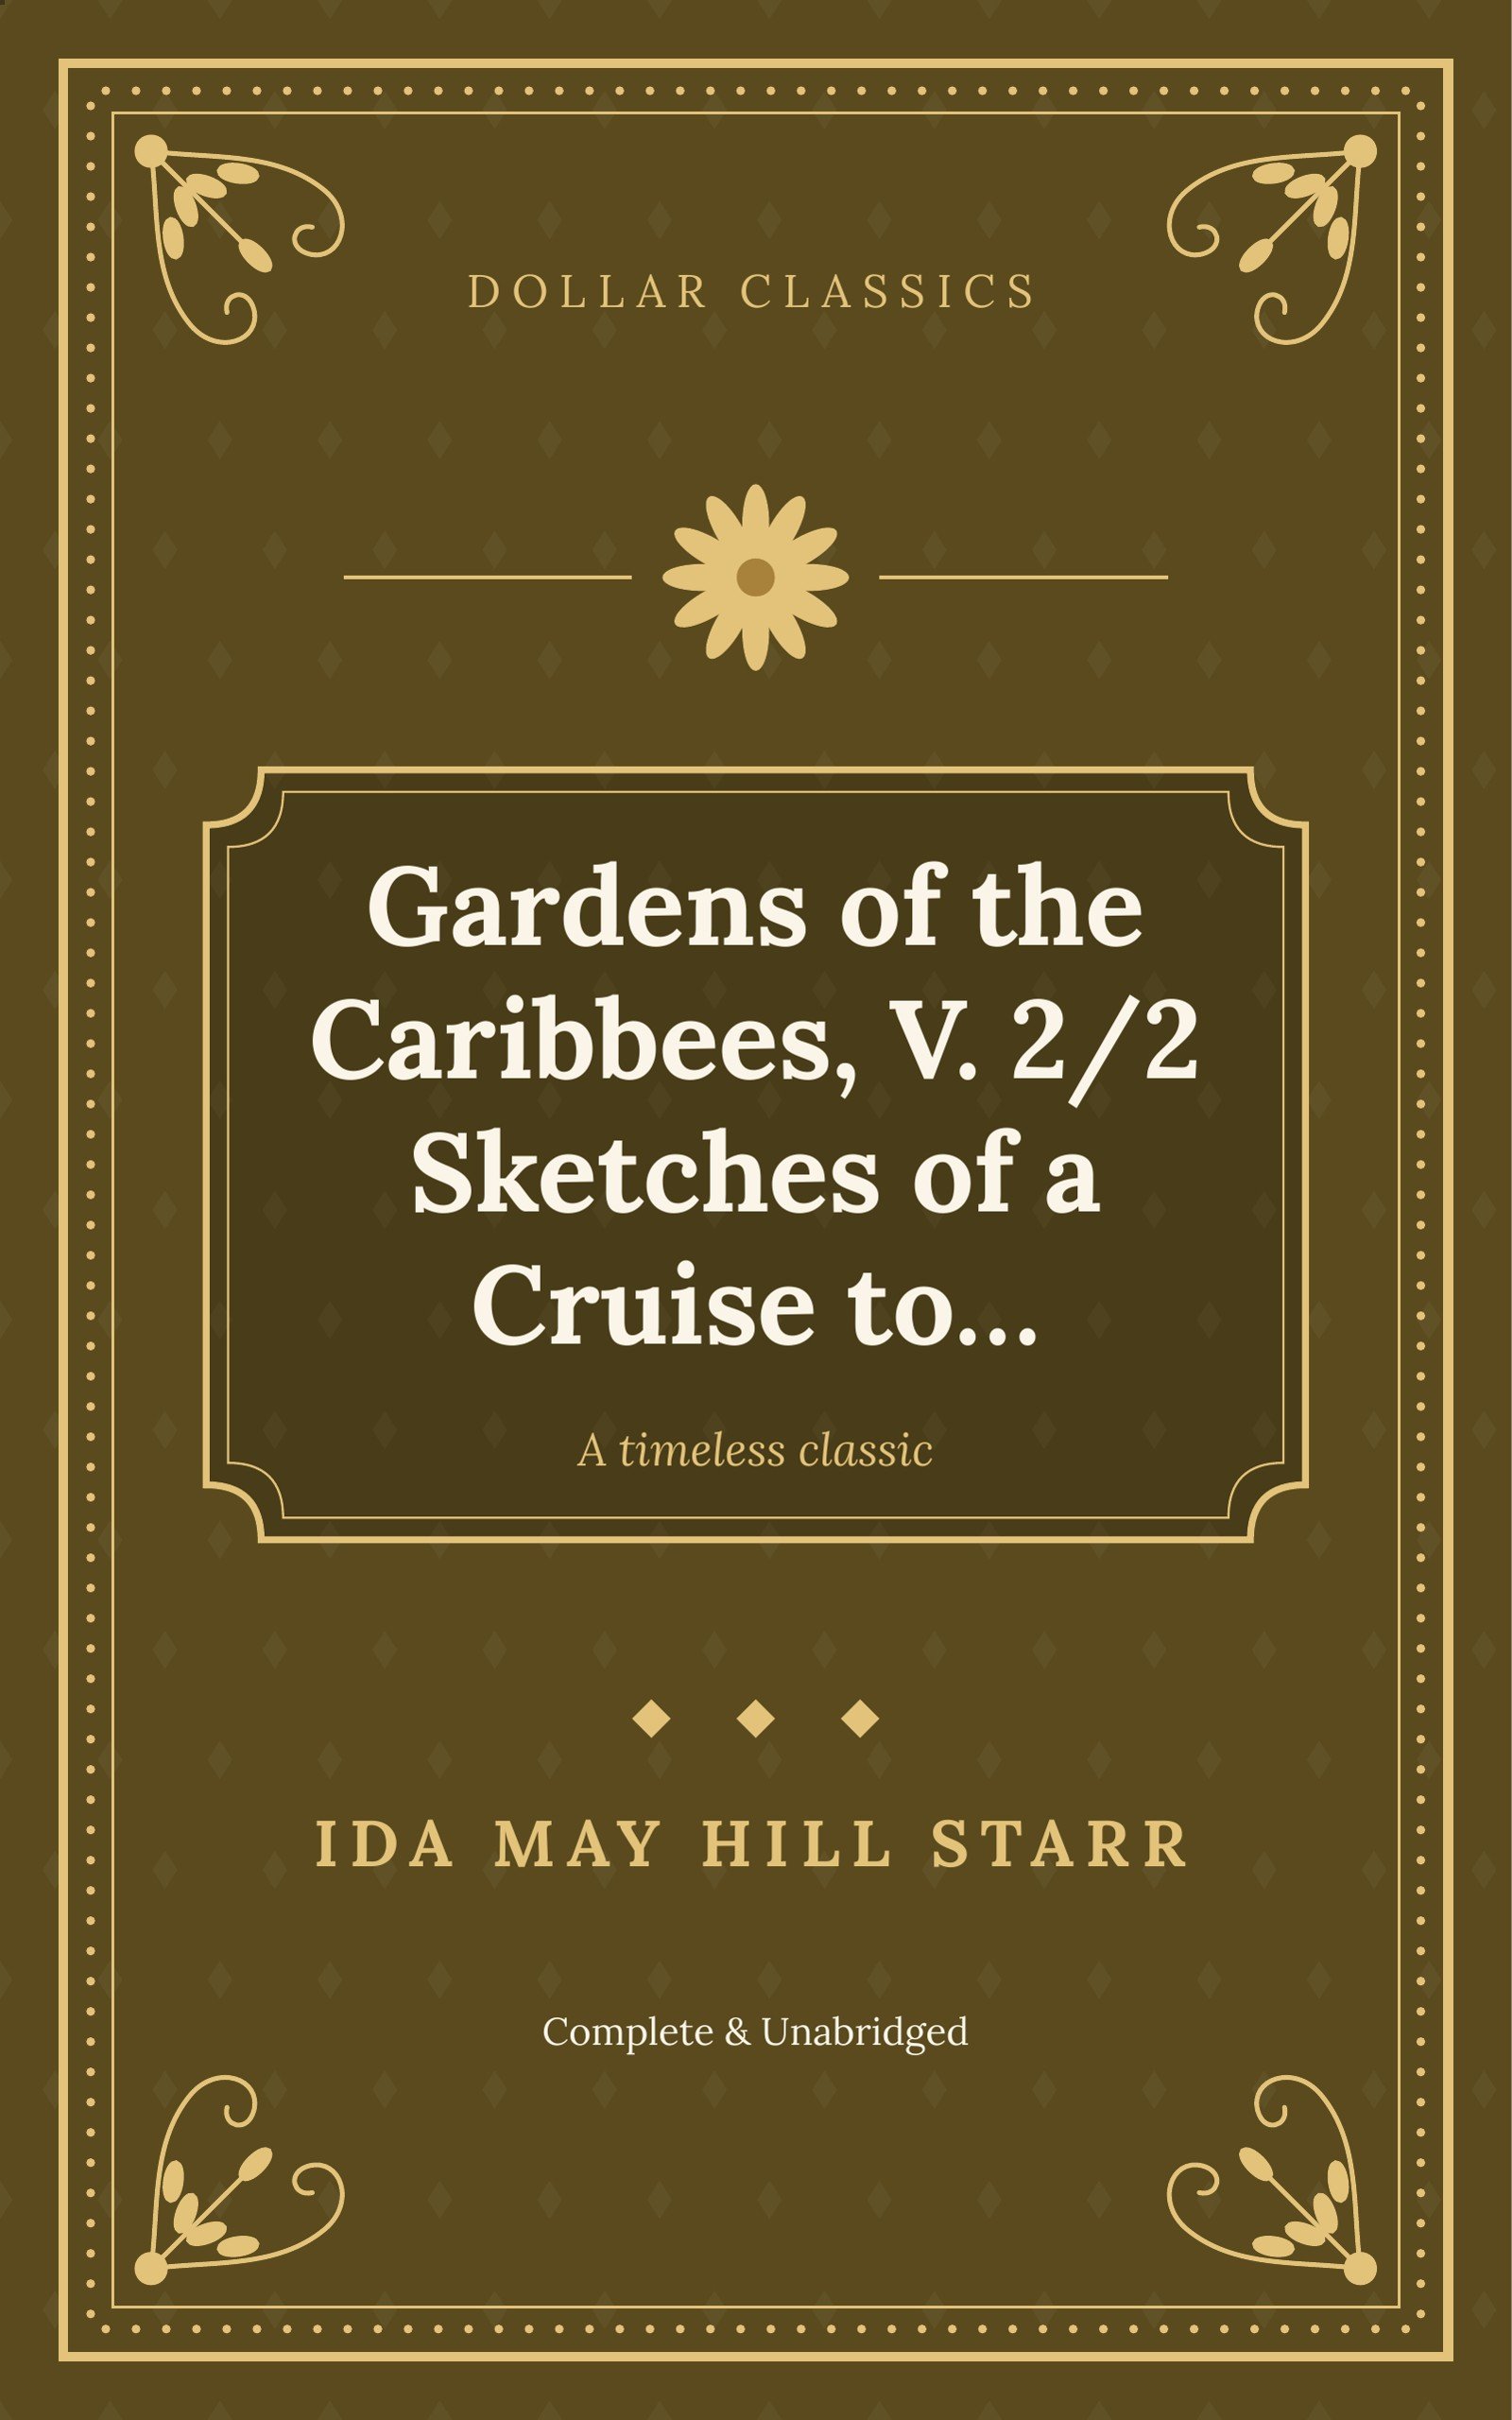 DOLLAR CLASSICS
Gardens of the
Caribbees, V. 2/2
Sketches of a
Cruise to...
A timeless classic
IDA MAY HILL STARR
Complete & Unabridged